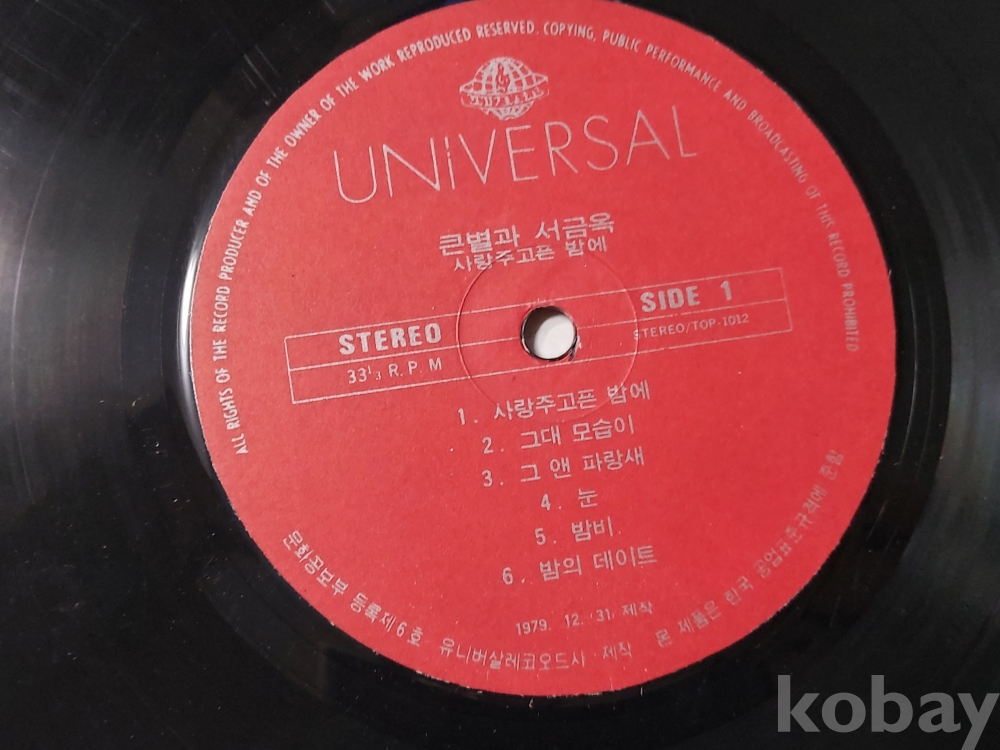 ALL RIGHTS OF THE RECORD PRODUCER AND OF THE OWNER OF THE WORK REPRODUCED RESERVED. COPYING, PUBLIC PERFORMANCE AND BROADCASTING OF THIS RECORD PROHIBITED
UNIVERSAL
큰별과 서금옥
사랑주고픈 밤에
STEREO
SIDE 1
33⅓ R.P.M
STEREO/TOP-1012
1. 사랑주고픈 밤에
2. 그대 모습이
3. 그 앤 파랑새
4. 눈
5. 밤비.
6. 밤의 데이트
1979. 12. 31. 제작
문화공보부 등록제6호 유니버살레코오드사·제작 본 제품은 한국 공업표준규칙에 준함
kobay